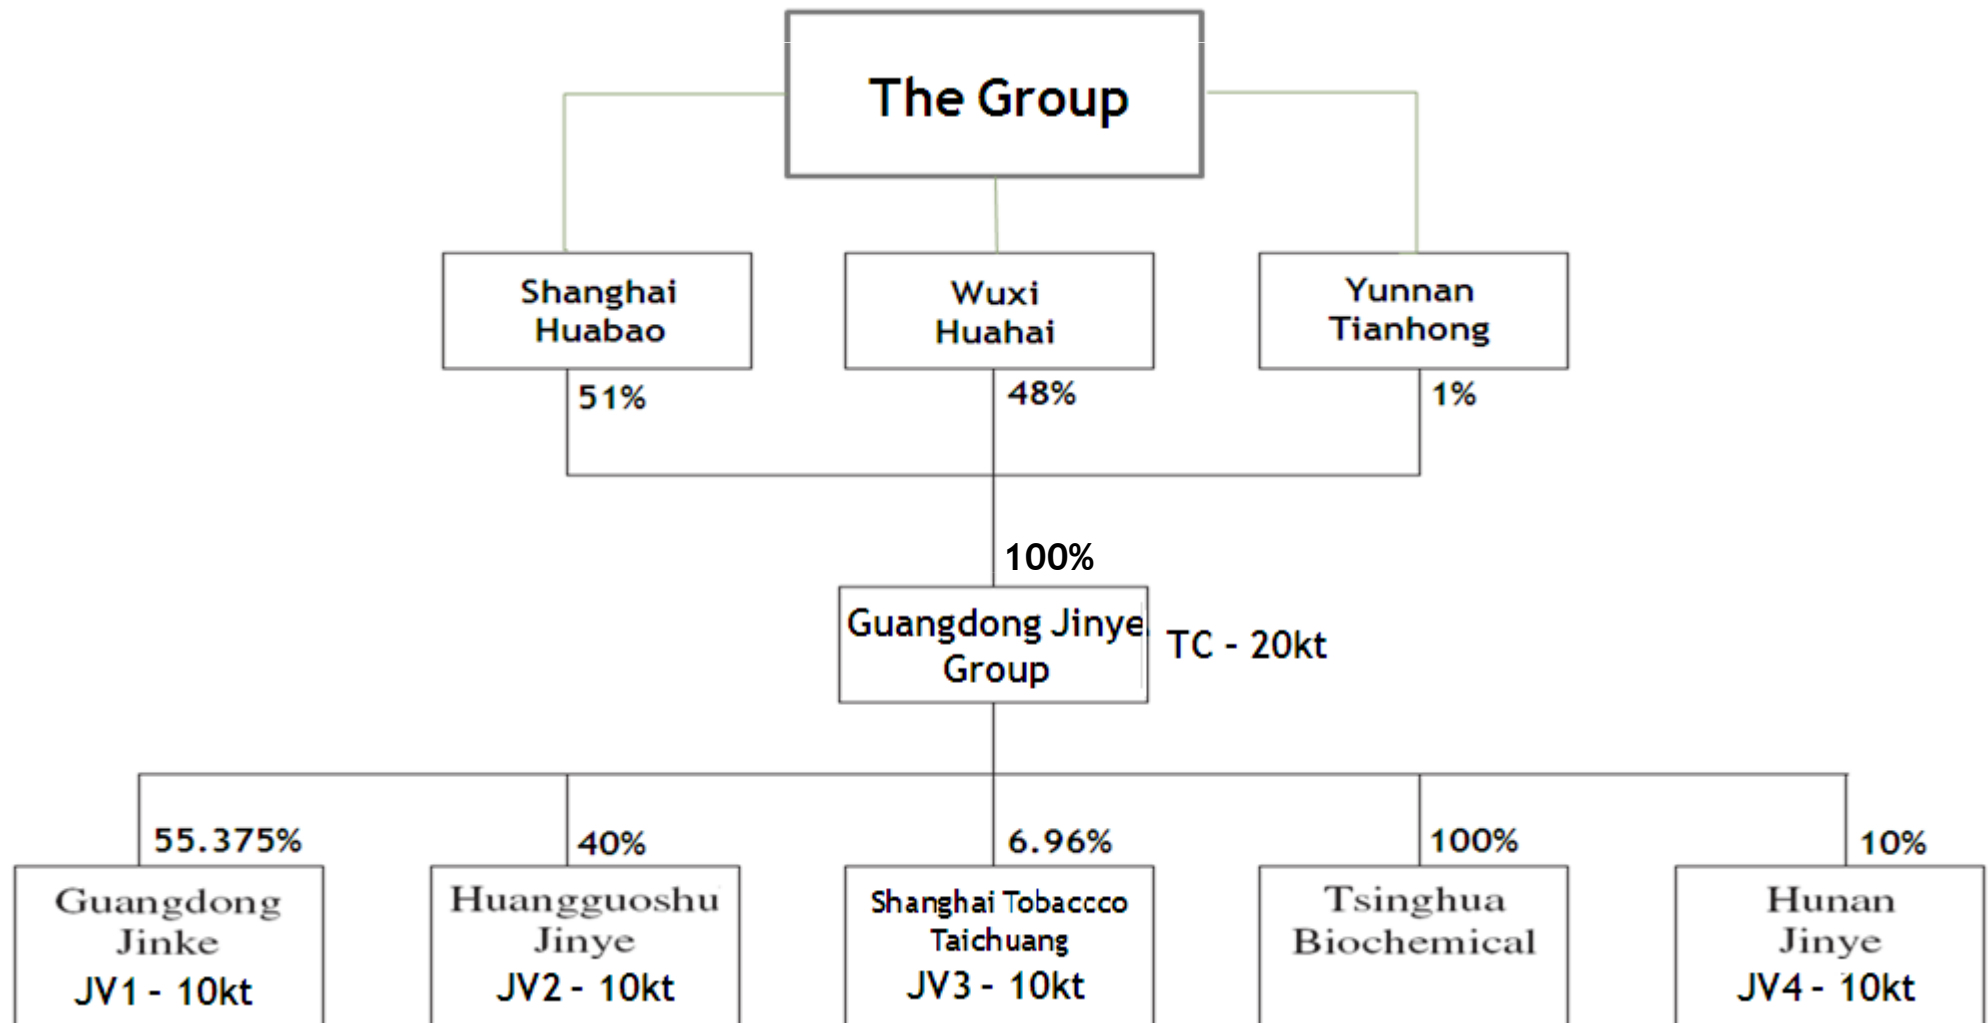 The Group
Shanghai
Huabao
Wuxi
Huahai
Yunnan
Tianhong
51%
48%
1%
100%
Guangdong Jinye
Group
TC - 20kt
55.375%
40%
6.96%
100%
10%
Guangdong
Jinke
JV1 - 10kt
Huangguoshu
Jinye
JV2 - 10kt
Shanghai Tobaccco
Taichuang
JV3 - 10kt
Tsinghua
Biochemical
Hunan
Jinye
JV4 - 10kt